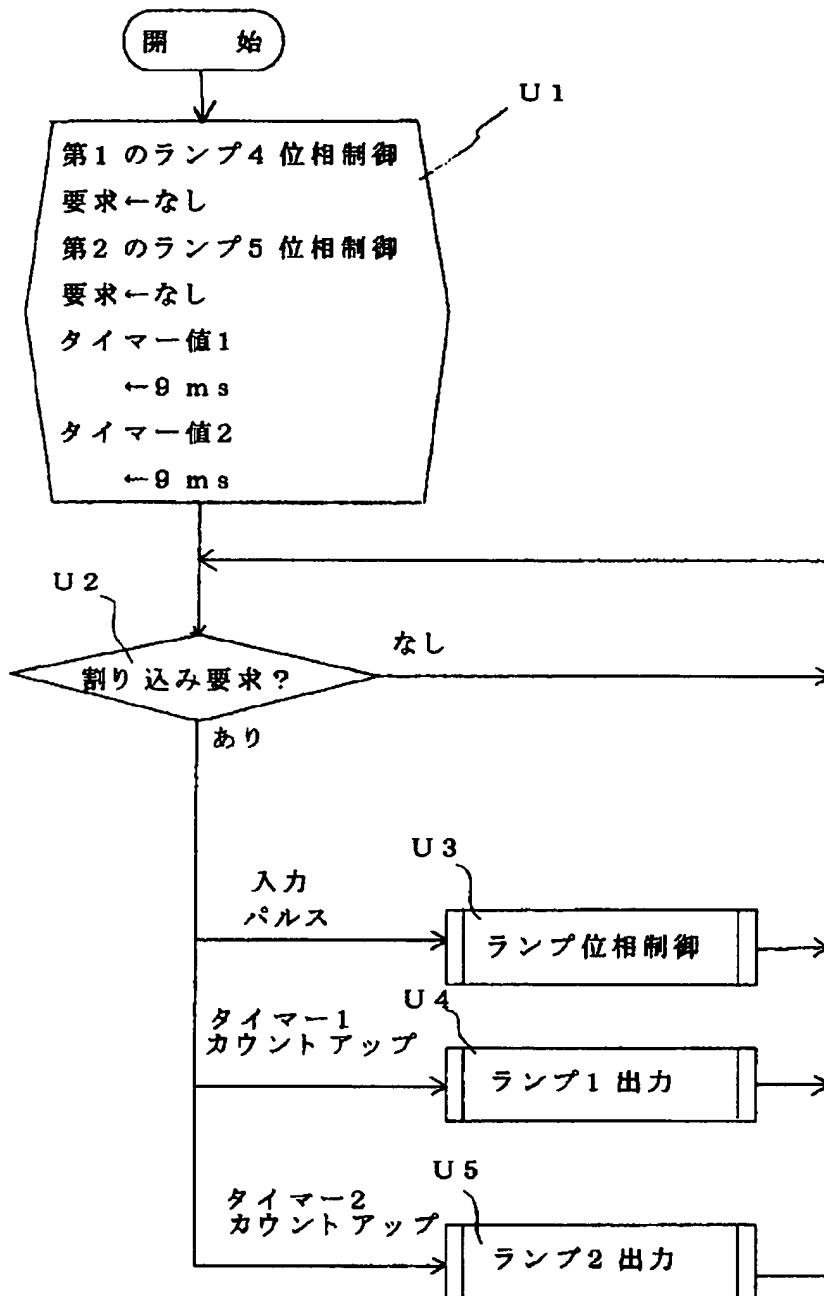 開 始
U1
第1のランプ4位相制御
要求←なし
第2のランプ5位相制御
要求←なし
タイマー値1
←9 ms
タイマー値2
←9 ms
U2
なし
割り込み要求?
あり
U3
入力
パルス
ランプ位相制御
U4
タイマー1
カウントアップ
ランプ1出力
U5
タイマー2
カウントアップ
ランプ2出力